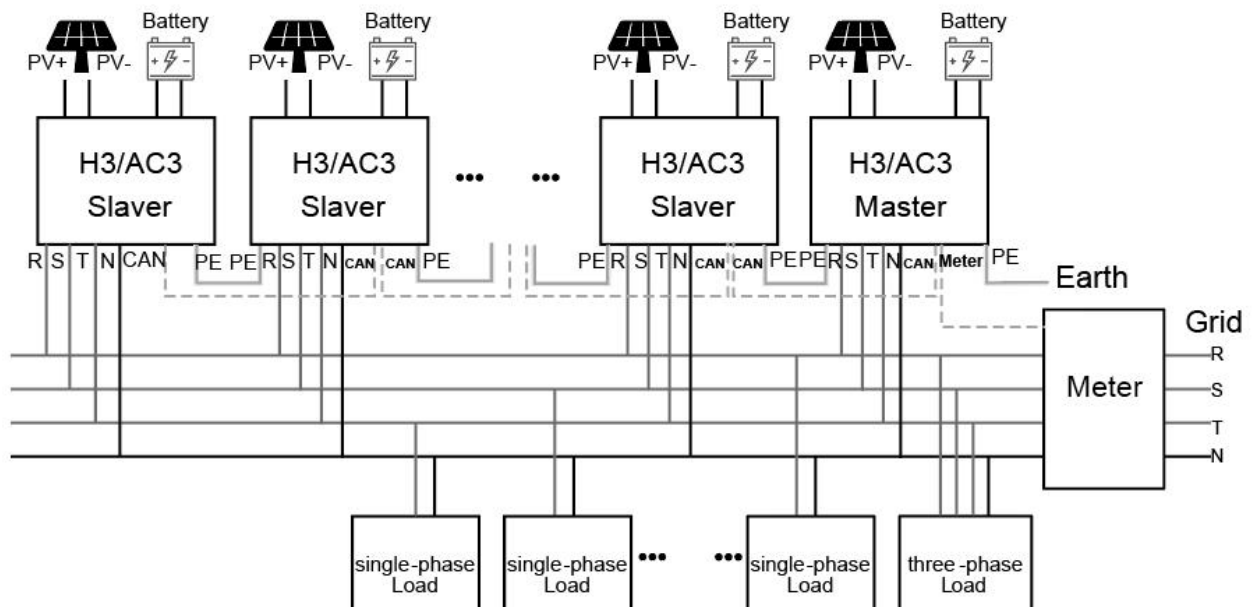 Battery Battery Battery Battery
PV+ PV- PV+ PV- PV+ PV- PV+ PV-
+ - + - + - + -
H3/AC3 H3/AC3 H3/AC3 H3/AC3
Slaver Slaver ... ... Slaver Master
R S T N CAN PE PE R S T N CAN CAN PE PE R S T N CAN CAN PE PE R S T N CAN Meter PE
Earth
Grid
R
Meter S
T
N
single-phase single-phase ... ... single-phase three-phase
Load Load Load Load